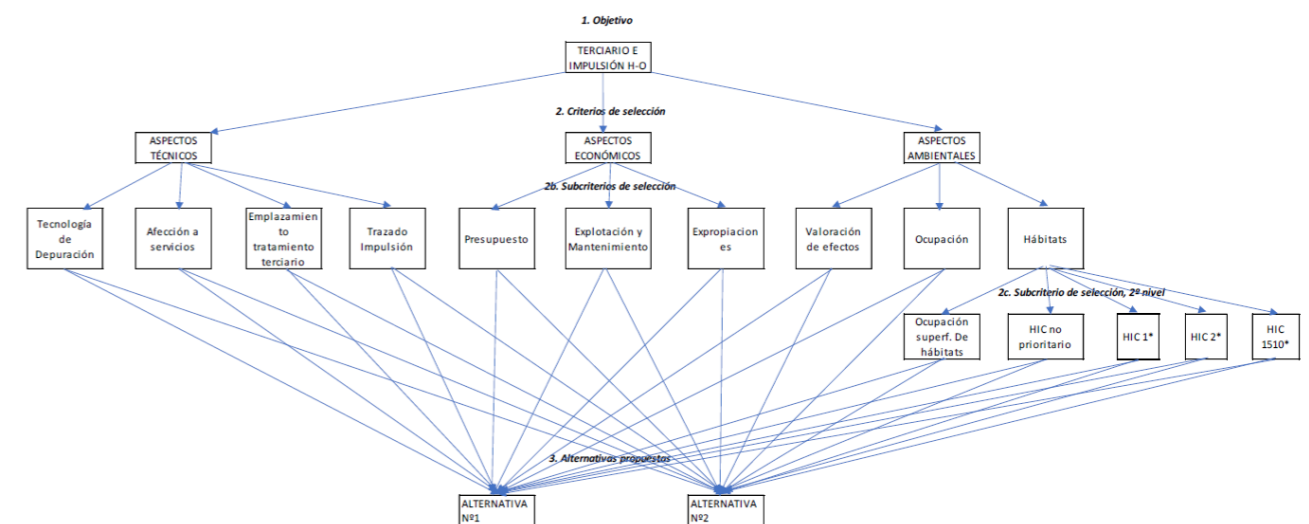 1. Objetivo
TERCIARIO E
IMPULSIÓN H-O
2. Criterios de selección
ASPECTOS
TÉCNICOS
ASPECTOS
ECONÓMICOS
ASPECTOS
AMBIENTALES
2b. Subcriterios de selección
Tecnología
de
Depuración
Afección a
servicios
Emplazamien
to
tratamiento
terciario
Trazado
Impulsión
Presupuesto
Explotación y
Mantenimiento
Expropiacion
es
Valoración
de efectos
Ocupación
Hábitats
2c. Subcriterio de selección, 2º nivel
Ocupación
superf. De
hábitats
HIC no
prioritario
HIC 1*
HIC 2*
HIC
1510*
3. Alternativas propuestas
ALTERNATIVA
Nº1
ALTERNATIVA
Nº2